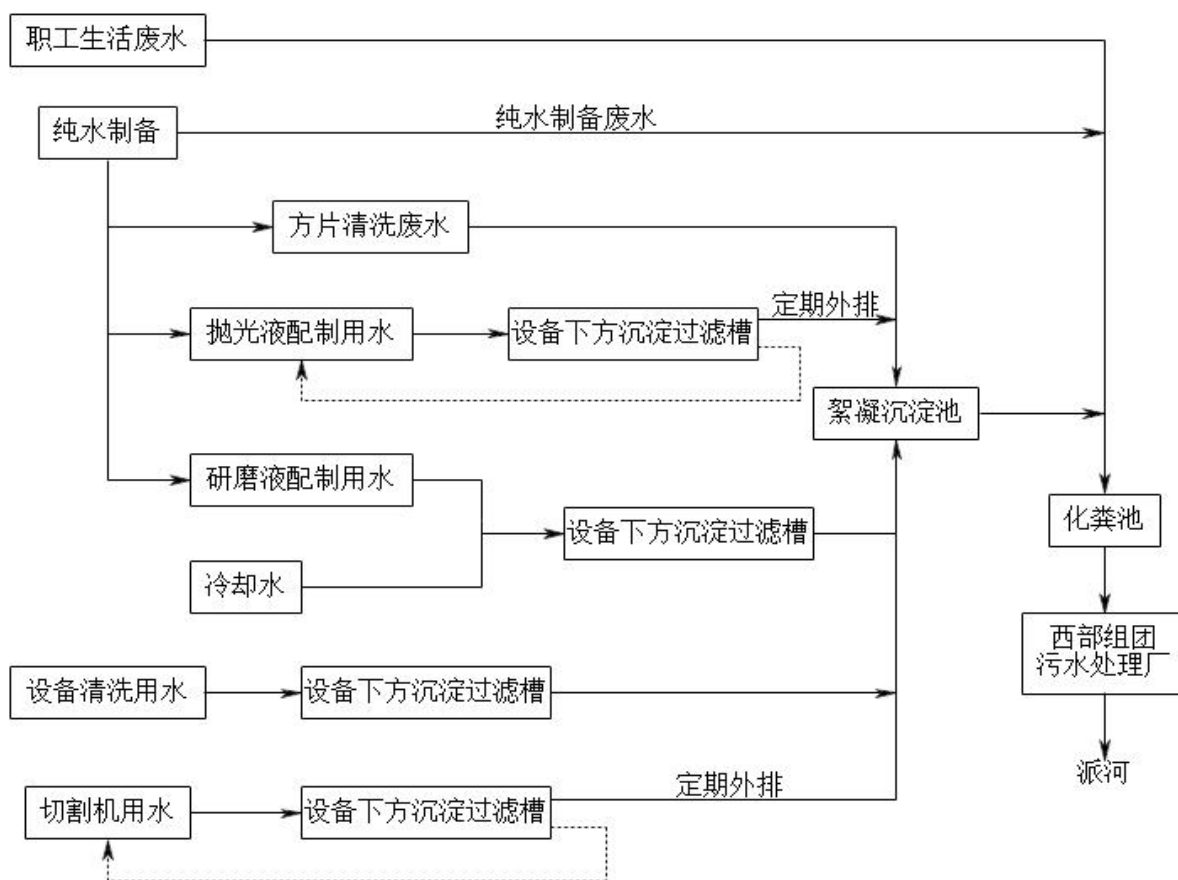 职工生活废水
纯水制备
纯水制备废水
方片清洗废水
定期外排
抛光液配制用水
设备下方沉淀过滤槽
絮凝沉淀池
研磨液配制用水
设备下方沉淀过滤槽
化粪池
冷却水
西部组团
污水处理厂
设备清洗用水
设备下方沉淀过滤槽
派河
定期外排
切割机用水
设备下方沉淀过滤槽